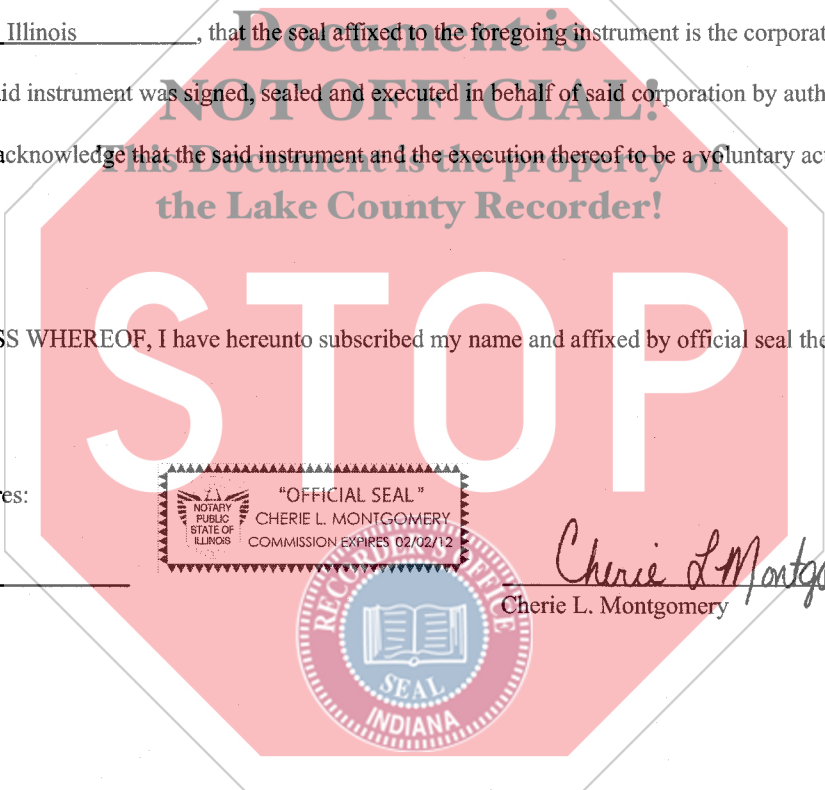 Document is
Illinois , that the seal affixed to the foregoing instrument is the corporat
NOT OFFICIAL!
id instrument was signed, sealed and executed in behalf of said corporation by auth
This Document is the property of
acknowledge that the said instrument and the execution thereof to be a voluntary ac
the Lake County Recorder!
STOP
SS WHEREOF, I have hereunto subscribed my name and affixed by official seal the
es:
"OFFICIAL SEAL"
NOTARY
PUBLIC
STATE OF
ILLINOIS
CHERIE L. MONTGOMERY
COMMISSION EXPIRES 02/02/12
Cherie L Montgo
Cherie L. Montgomery
RECORDER'S OFFICE
SEAL
INDIANA